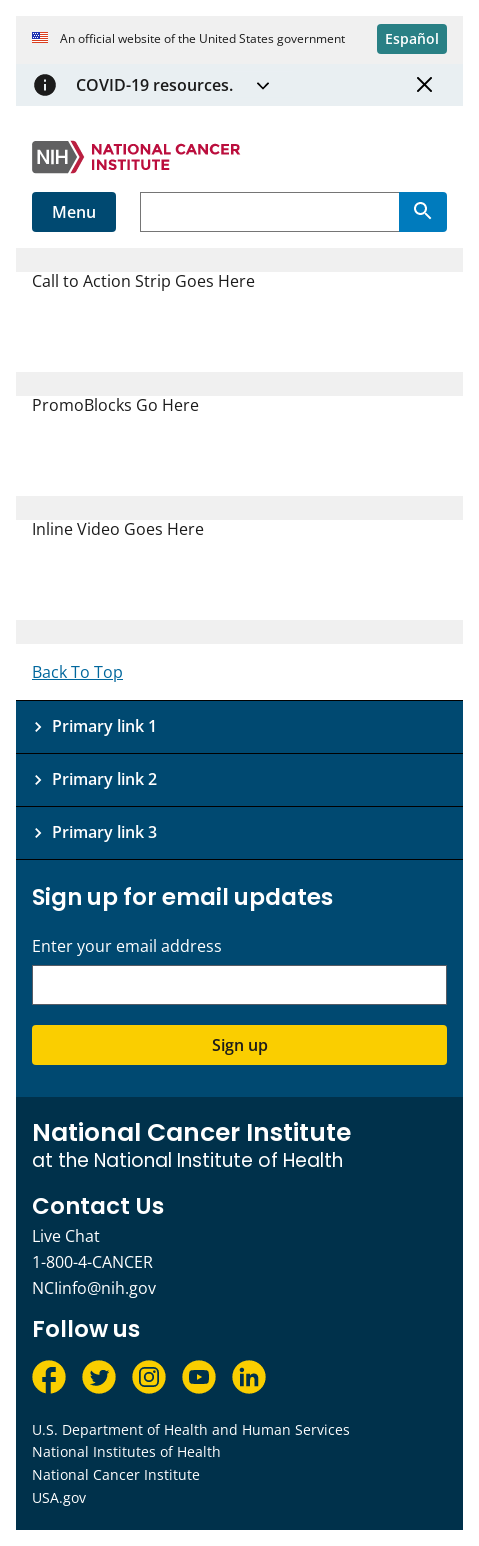 An official website of the United States government
Español
COVID-19 resources.
NIH
NATIONAL CANCER
INSTITUTE
Menu
Call to Action Strip Goes Here
PromoBlocks Go Here
Inline Video Goes Here
Back To Top
Primary link 1
Primary link 2
Primary link 3
Sign up for email updates
Enter your email address
Sign up
National Cancer Institute
at the National Institute of Health
Contact Us
Live Chat
1-800-4-CANCER
NCIinfo@nih.gov
Follow us
U.S. Department of Health and Human Services
National Institutes of Health
National Cancer Institute
USA.gov